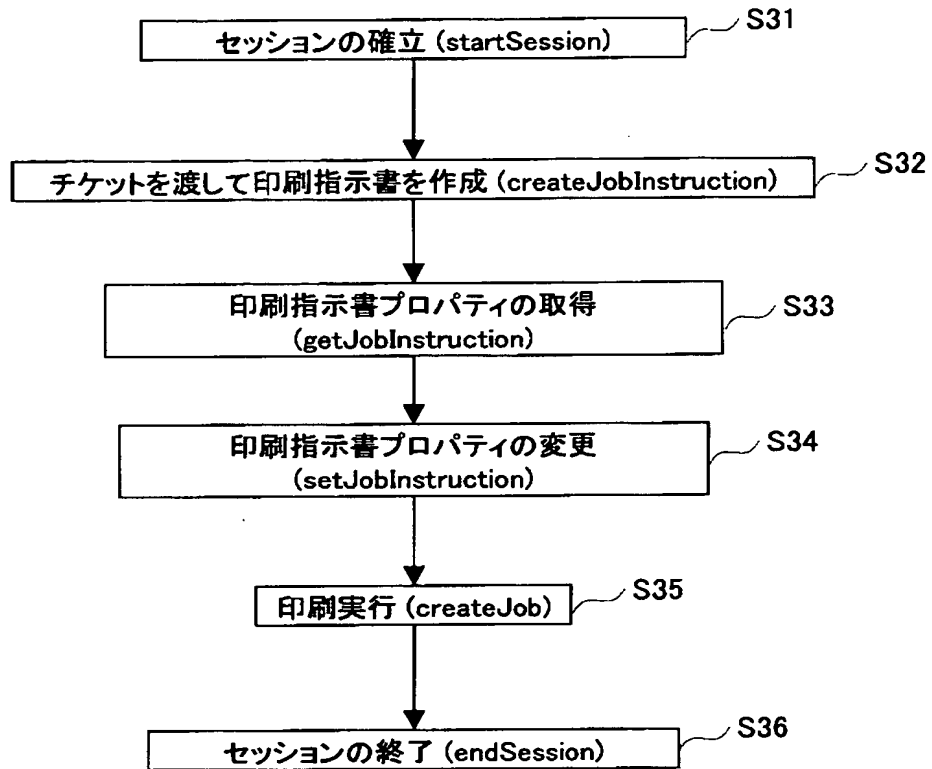 セッションの確立 (startSession)
S31
チケットを渡して印刷指示書を作成 (createJobInstruction)
S32
印刷指示書プロパティの取得
(getJobInstruction)
S33
印刷指示書プロパティの変更
(setJobInstruction)
S34
印刷実行 (createJob)
S35
セッションの終了 (endSession)
S36